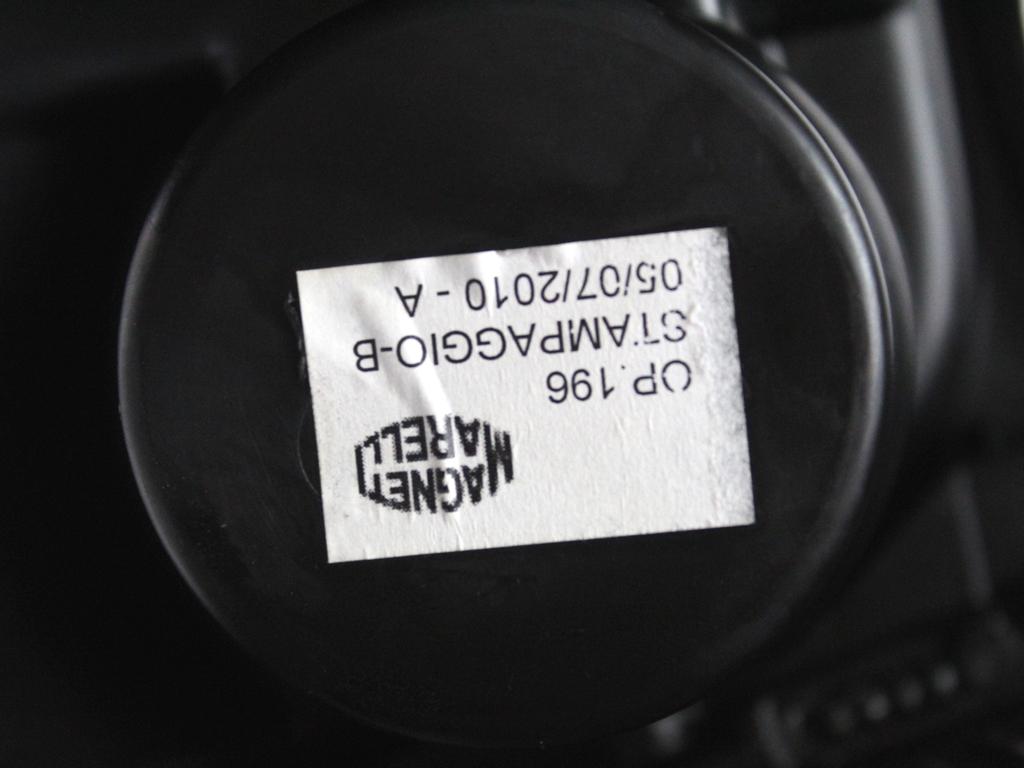 MAGNETI
MARELLI
OP.196
STAMPAGGIO-B
05/07/2010 - A